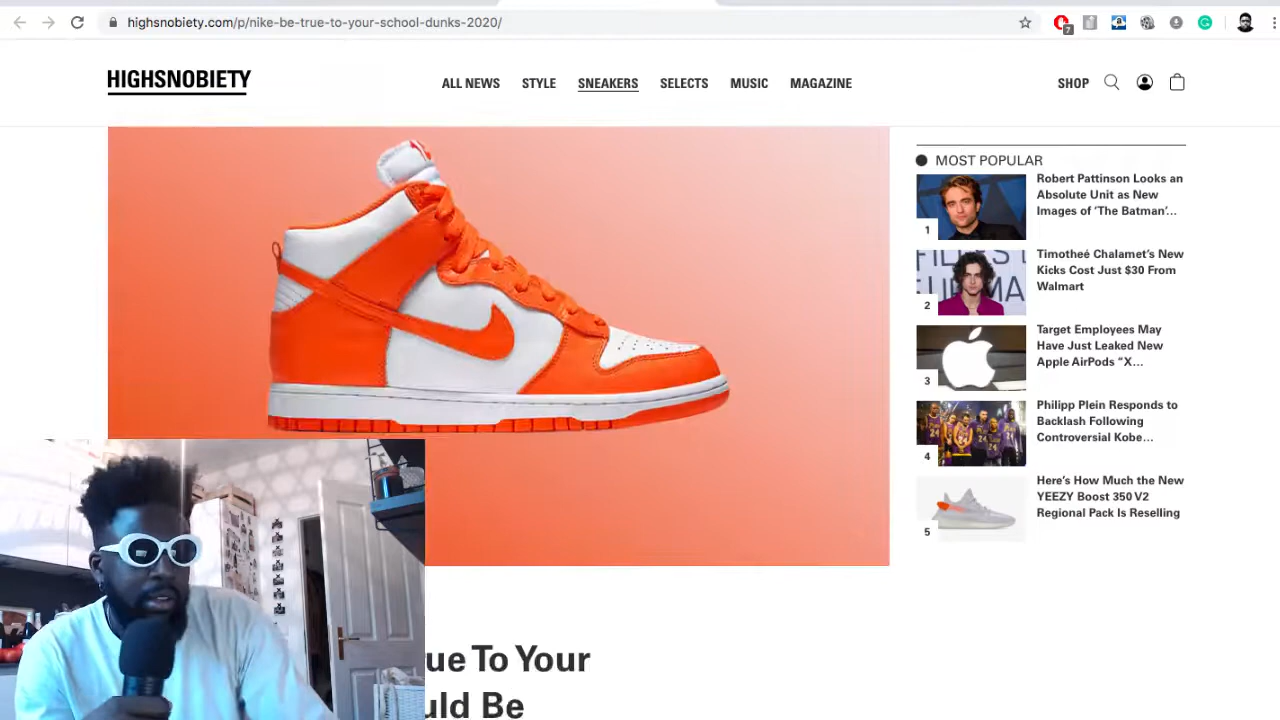 highsnobiety.com/p/nike-be-true-to-your-school-dunks-2020/
7
HIGHSNOBIETY
ALL NEWS
STYLE
SNEAKERS
SELECTS
MUSIC
MAGAZINE
SHOP
MOST POPULAR
1
Robert Pattinson Looks an
Absolute Unit as New
Images of ‘The Batman’...
2
Timotheé Chalamet’s New
Kicks Cost Just $30 From
Walmart
3
Target Employees May
Have Just Leaked New
Apple AirPods “X...
4
Philipp Plein Responds to
Backlash Following
Controversial Kobe...
5
Here’s How Much the New
YEEZY Boost 350 V2
Regional Pack Is Reselling
ue To Your
uld Be